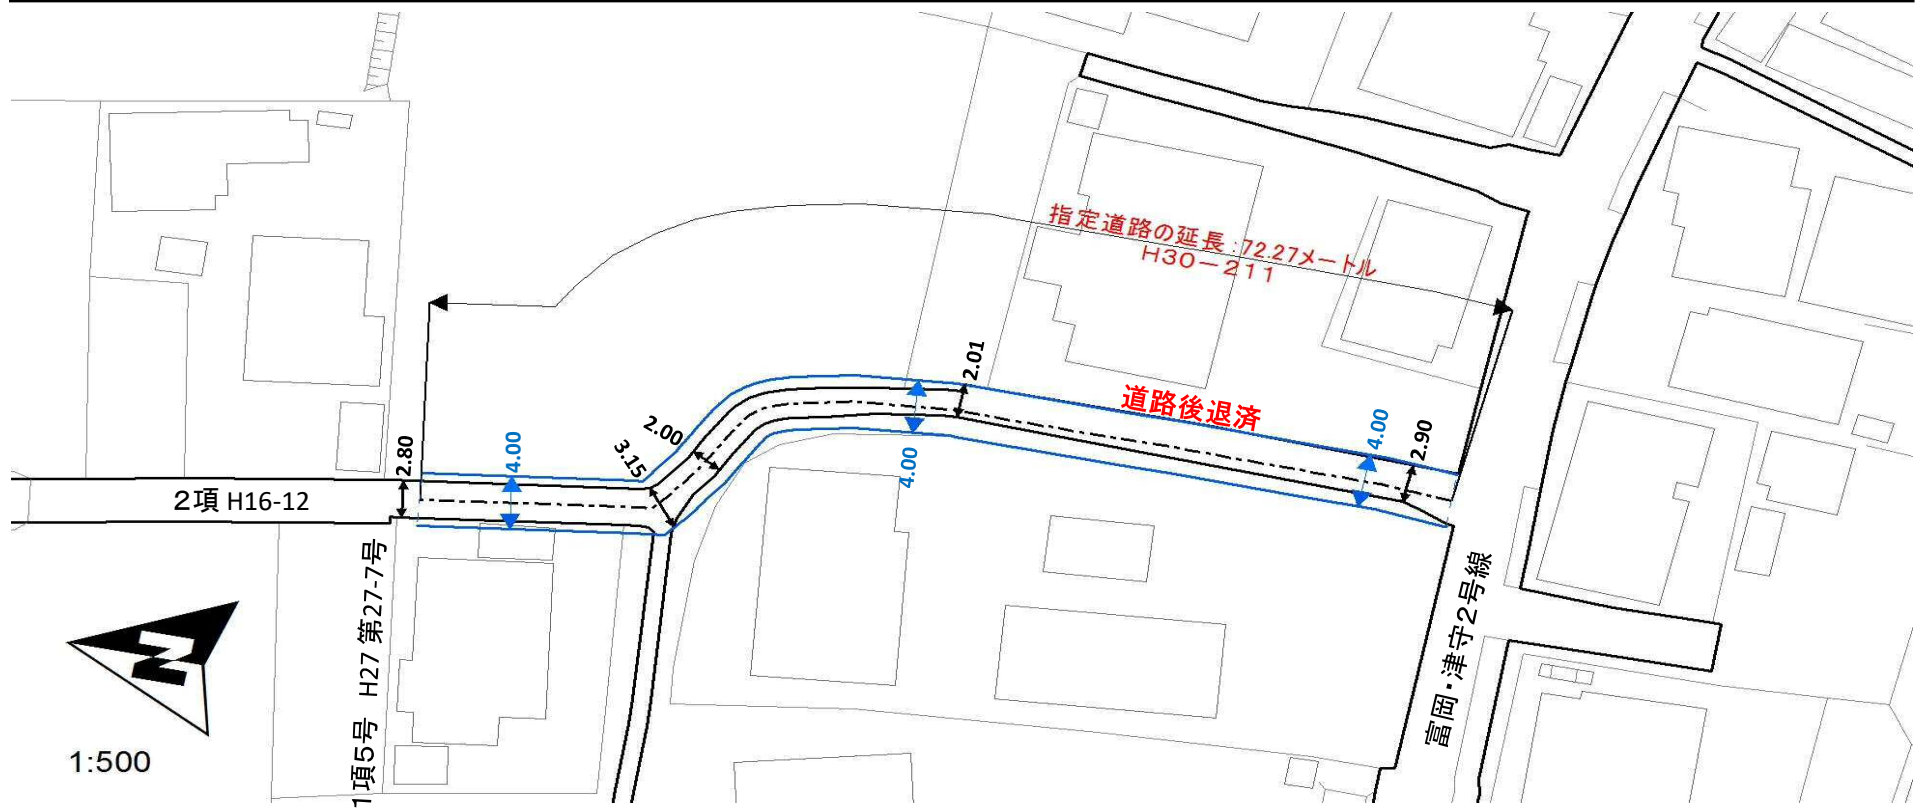 指定道路の延長:72.27メートル
H30-211
2.01
道路後退済
4.00
2.90
2.00
3.15
4.00
2.80
4.00
2項 H16-12
1項5号 H27 第27-7号
富岡・津守2号線
N
1:500